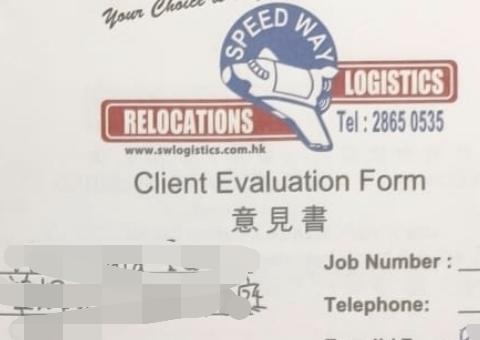 Your Choice
SPEED WAY
LOGISTICS
RELOCATIONS
Tel : 2865 0535
www.swlogistics.com.hk
Client Evaluation Form
意見書
Job Number :
Telephone: